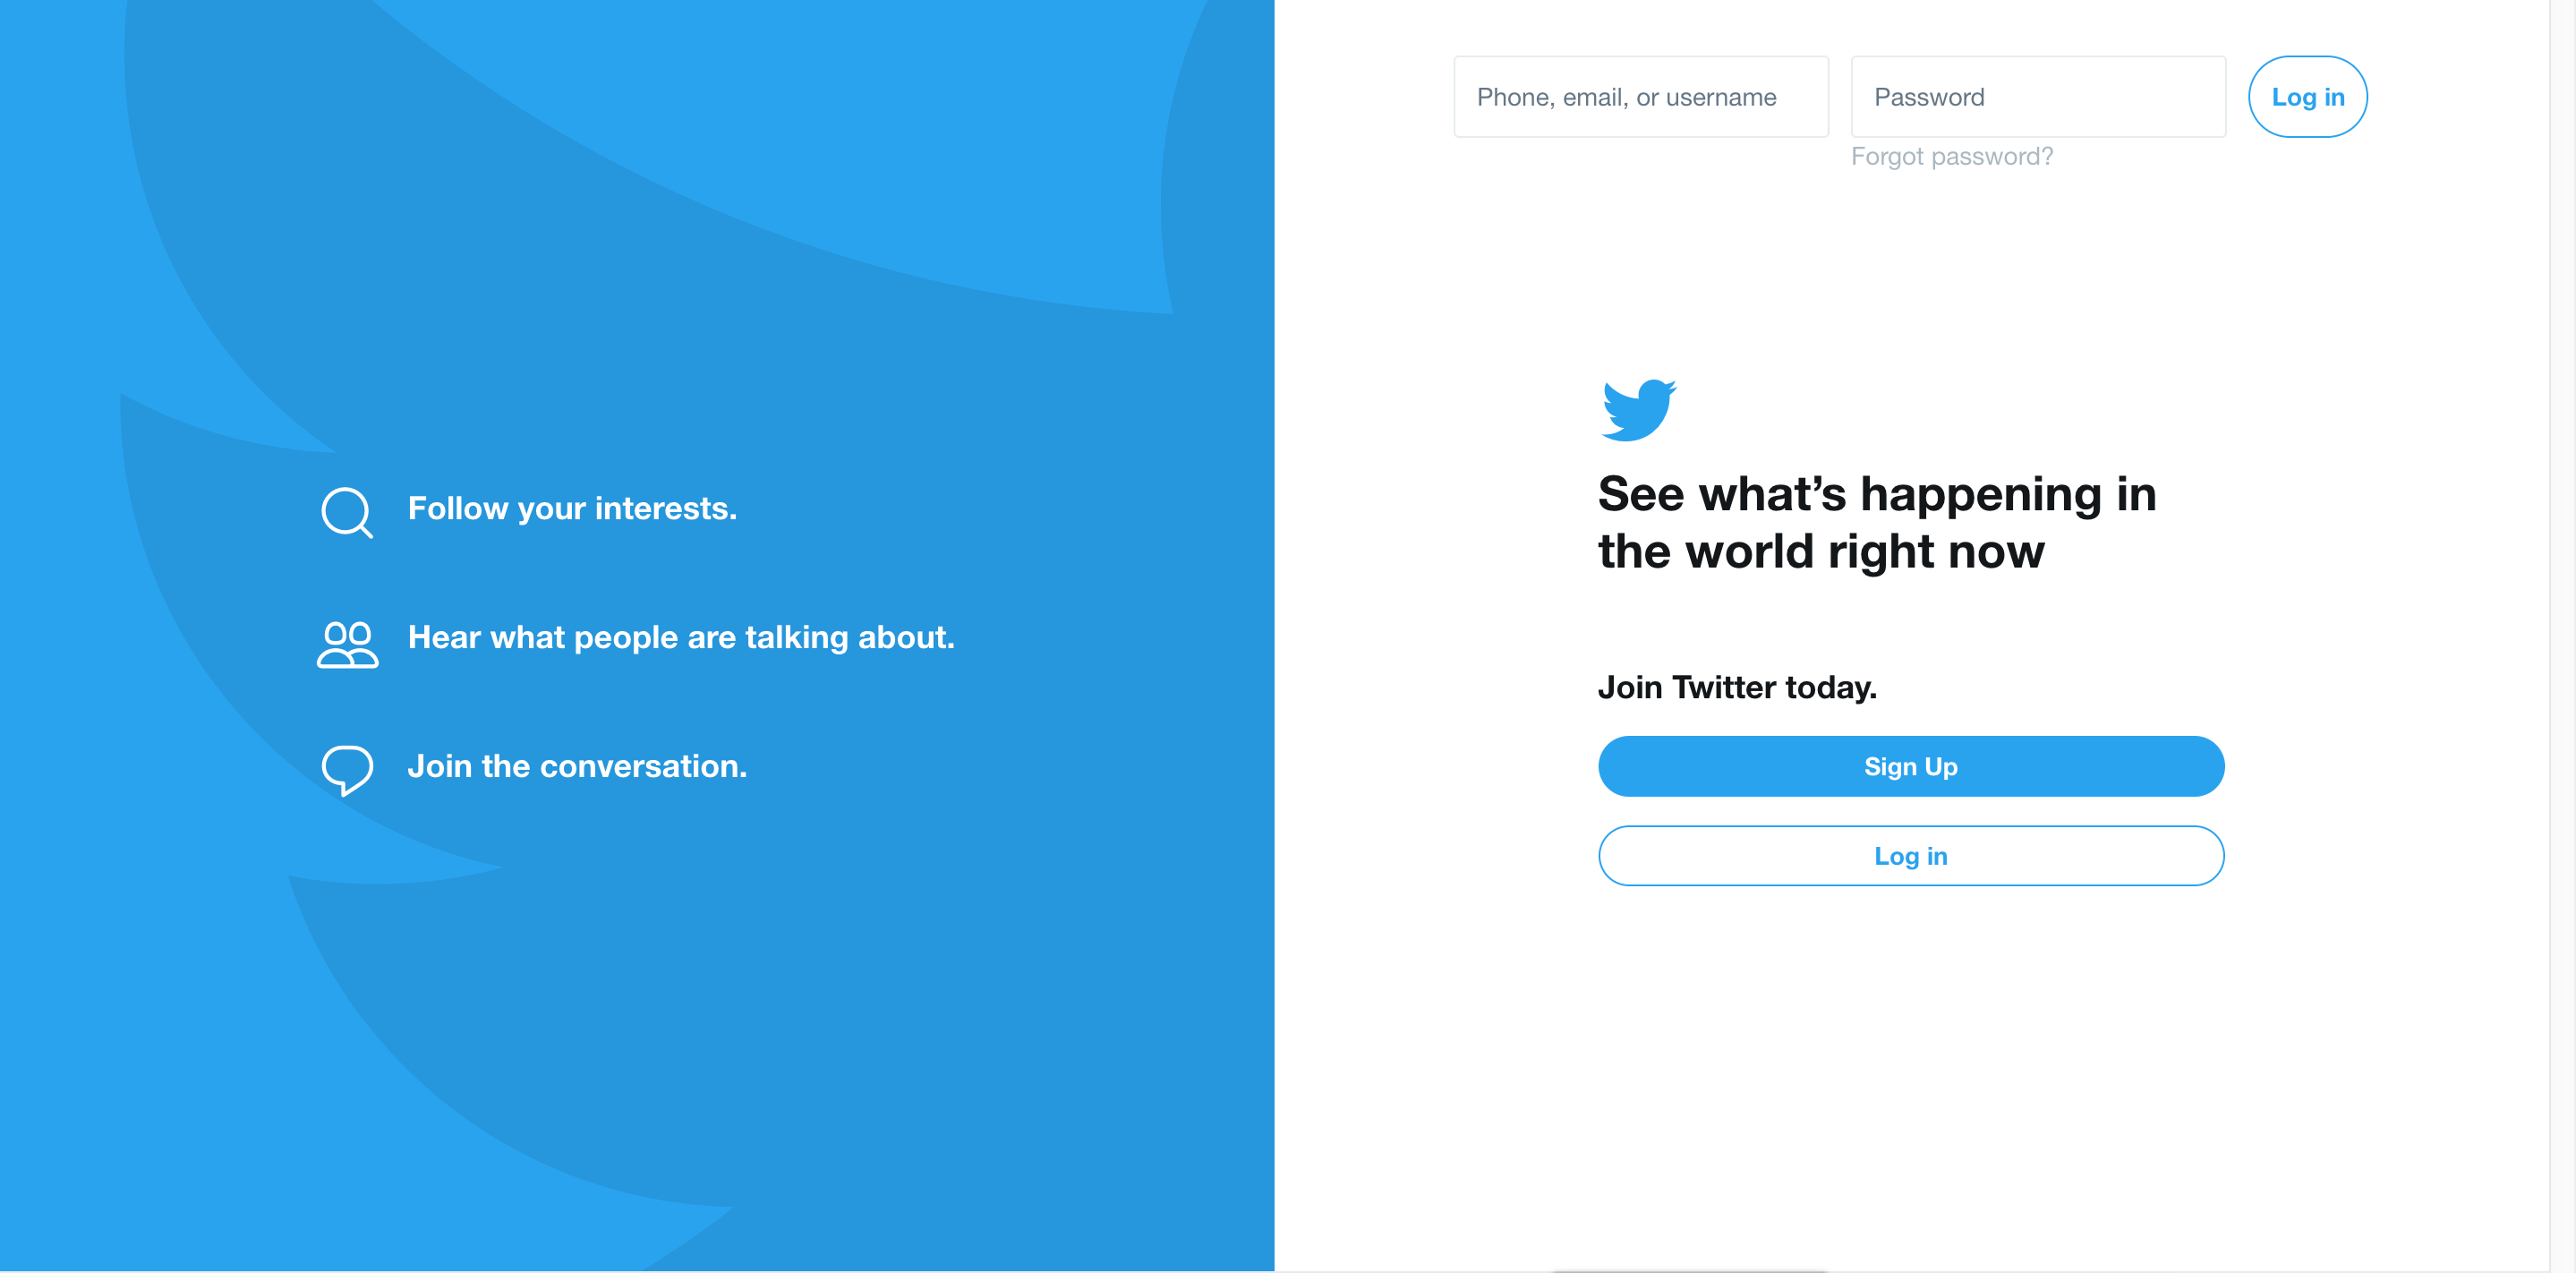 Follow your interests.
Hear what people are talking about.
Join the conversation.
Phone, email, or username
Password
Log in
Forgot password?
See what’s happening in
the world right now
Join Twitter today.
Sign Up
Log in